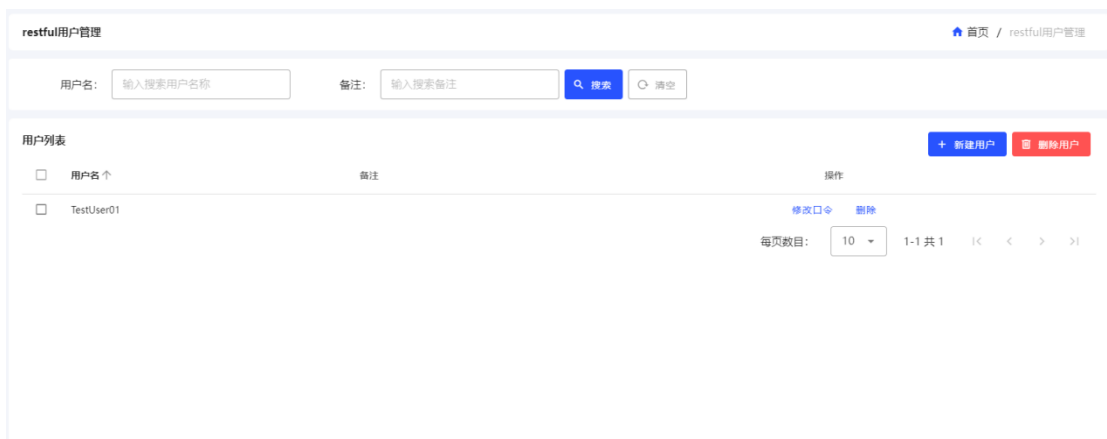 restful用户管理
首页 / restful用户管理
用户名： 输入搜索用户名称 备注： 输入搜索备注 搜索 清空
用户列表
+ 新建用户 删除用户
用户名 备注 操作
TestUser01 修改口令 删除
每页数目： 10 1-1 共 1